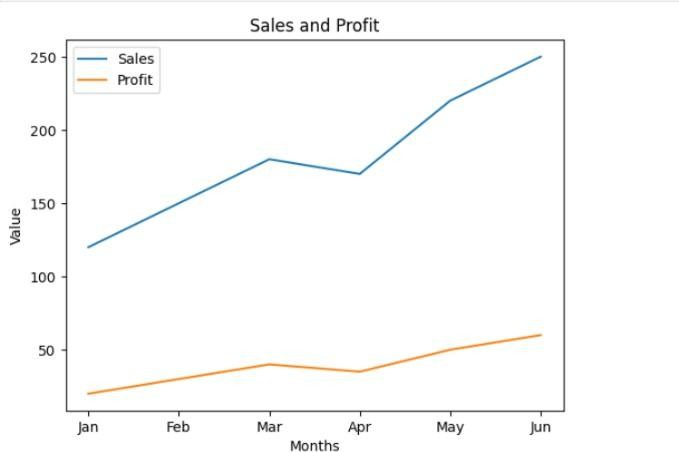 Sales and Profit
Sales
Profit
250
200
150
100
50
Value
Jan Feb Mar Apr May Jun
Months